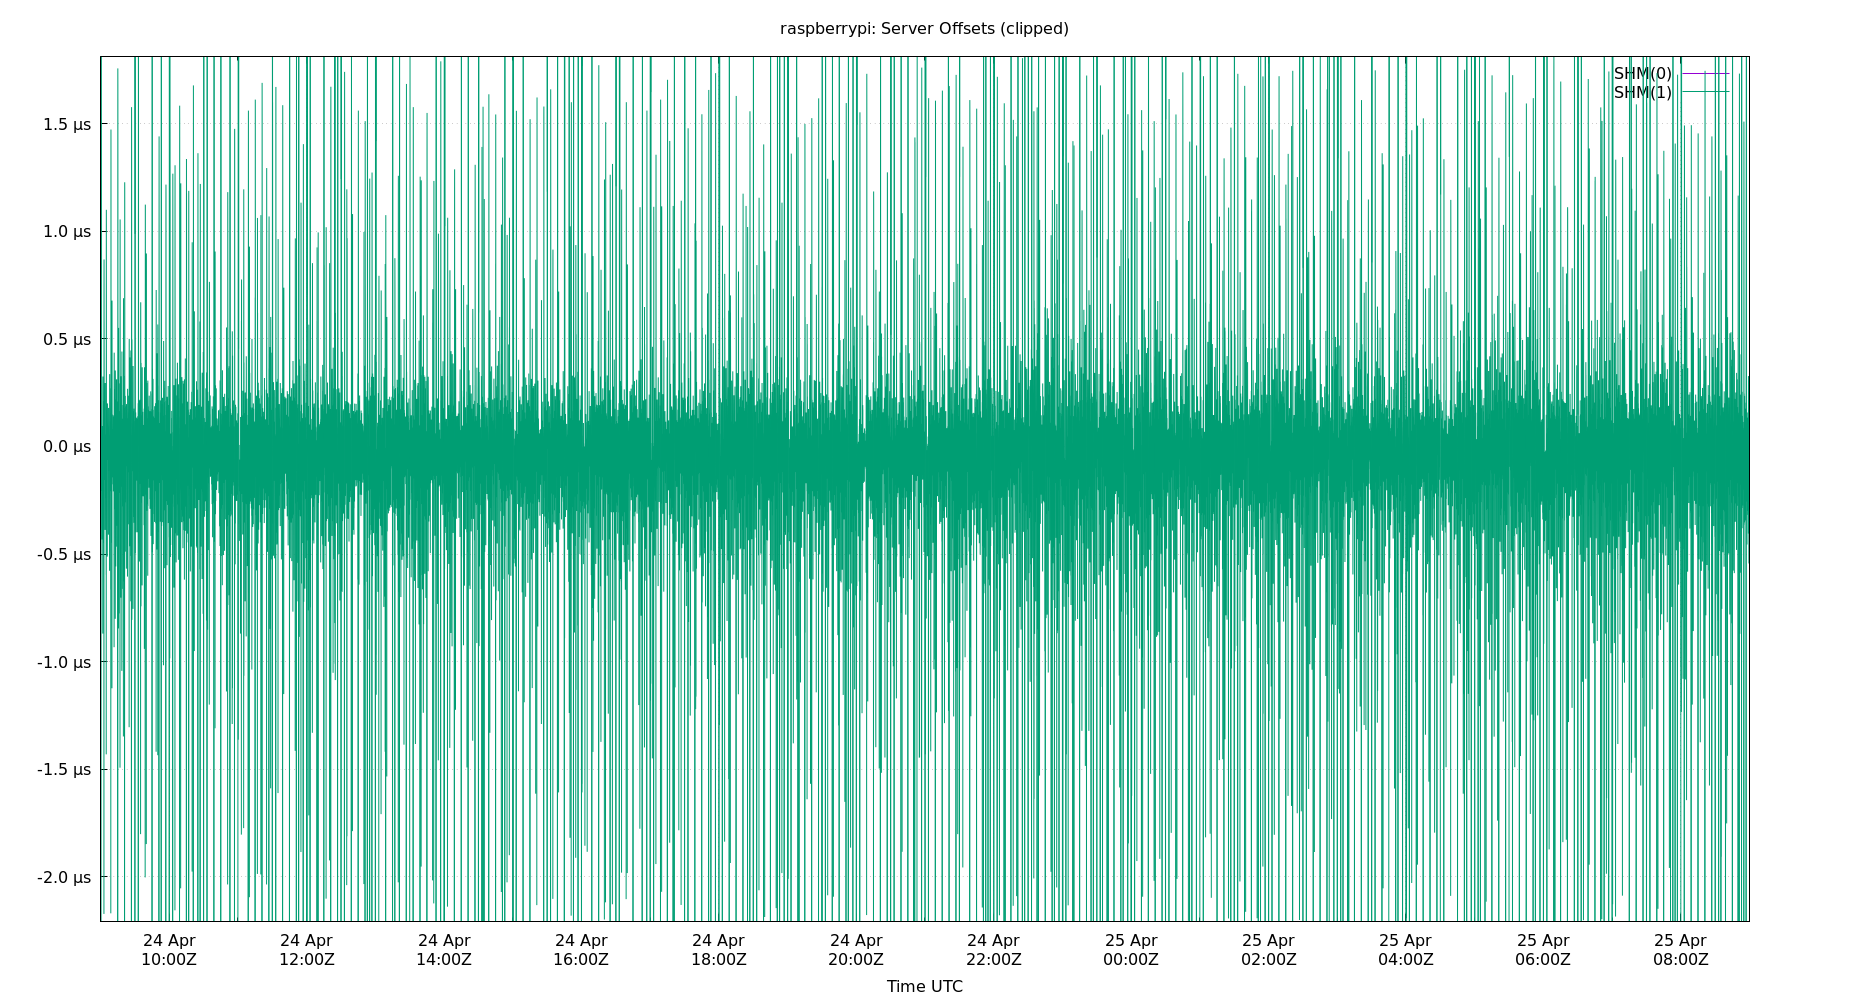 raspberrypi: Server Offsets (clipped)
SHM(0)
SHM(1)
1.5 µs
1.0 µs
0.5 µs
0.0 µs
-0.5 µs
-1.0 µs
-1.5 µs
-2.0 µs
24 Apr 24 Apr 24 Apr 24 Apr 24 Apr 24 Apr 24 Apr 25 Apr 25 Apr 25 Apr 25 Apr 25 Apr
10:00Z 12:00Z 14:00Z 16:00Z 18:00Z 20:00Z 22:00Z 00:00Z 02:00Z 04:00Z 06:00Z 08:00Z
Time UTC